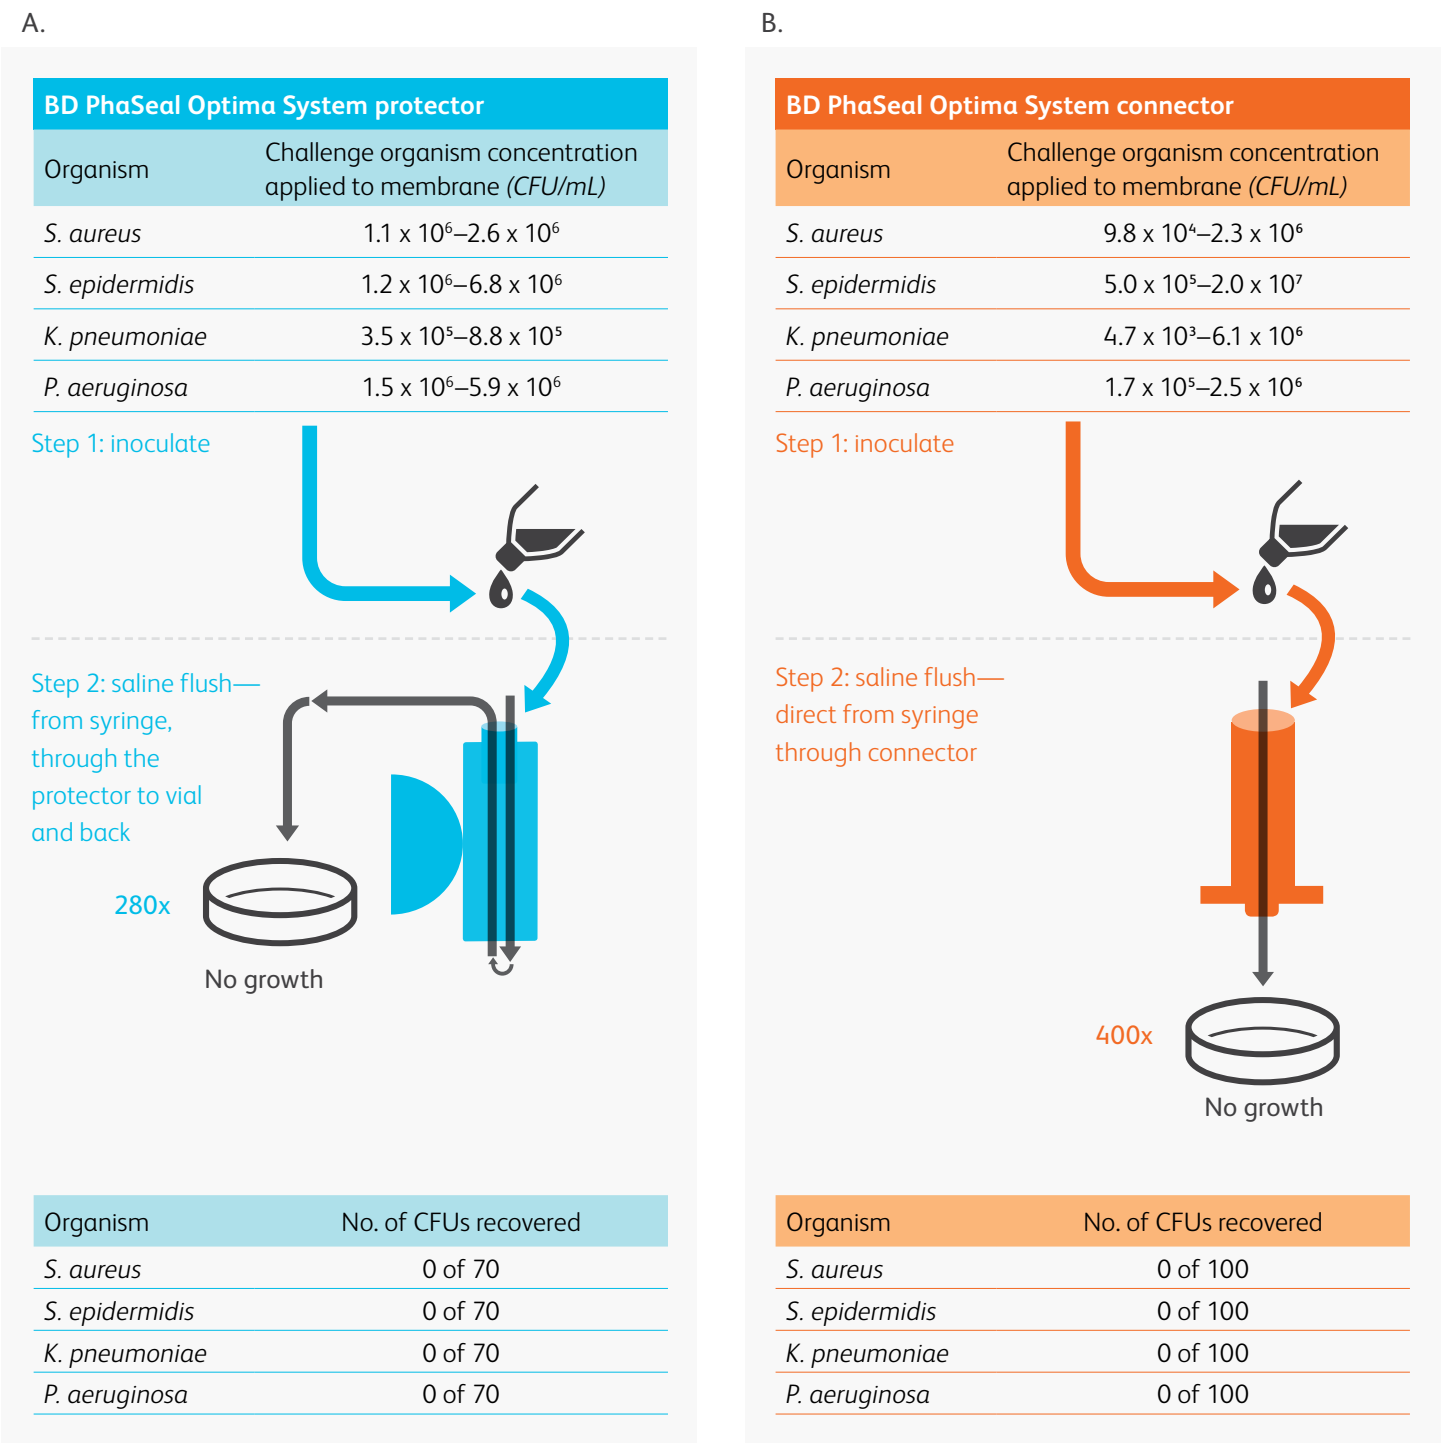 A.
BD PhaSeal Optima System protector
Organism
Challenge organism concentration
applied to membrane (CFU/mL)
S. aureus 1.1 x 10⁶–2.6 x 10⁶
S. epidermidis 1.2 x 10⁶–6.8 x 10⁶
K. pneumoniae 3.5 x 10⁵–8.8 x 10⁵
P. aeruginosa 1.5 x 10⁶–5.9 x 10⁶
Step 1: inoculate
Step 2: saline flush—
from syringe,
through the
protector to vial
and back
280x
No growth
Organism No. of CFUs recovered
S. aureus 0 of 70
S. epidermidis 0 of 70
K. pneumoniae 0 of 70
P. aeruginosa 0 of 70
B.
BD PhaSeal Optima System connector
Organism
Challenge organism concentration
applied to membrane (CFU/mL)
S. aureus 9.8 x 10⁴–2.3 x 10⁶
S. epidermidis 5.0 x 10⁵–2.0 x 10⁷
K. pneumoniae 4.7 x 10³–6.1 x 10⁶
P. aeruginosa 1.7 x 10⁵–2.5 x 10⁶
Step 1: inoculate
Step 2: saline flush—
direct from syringe
through connector
400x
No growth
Organism No. of CFUs recovered
S. aureus 0 of 100
S. epidermidis 0 of 100
K. pneumoniae 0 of 100
P. aeruginosa 0 of 100